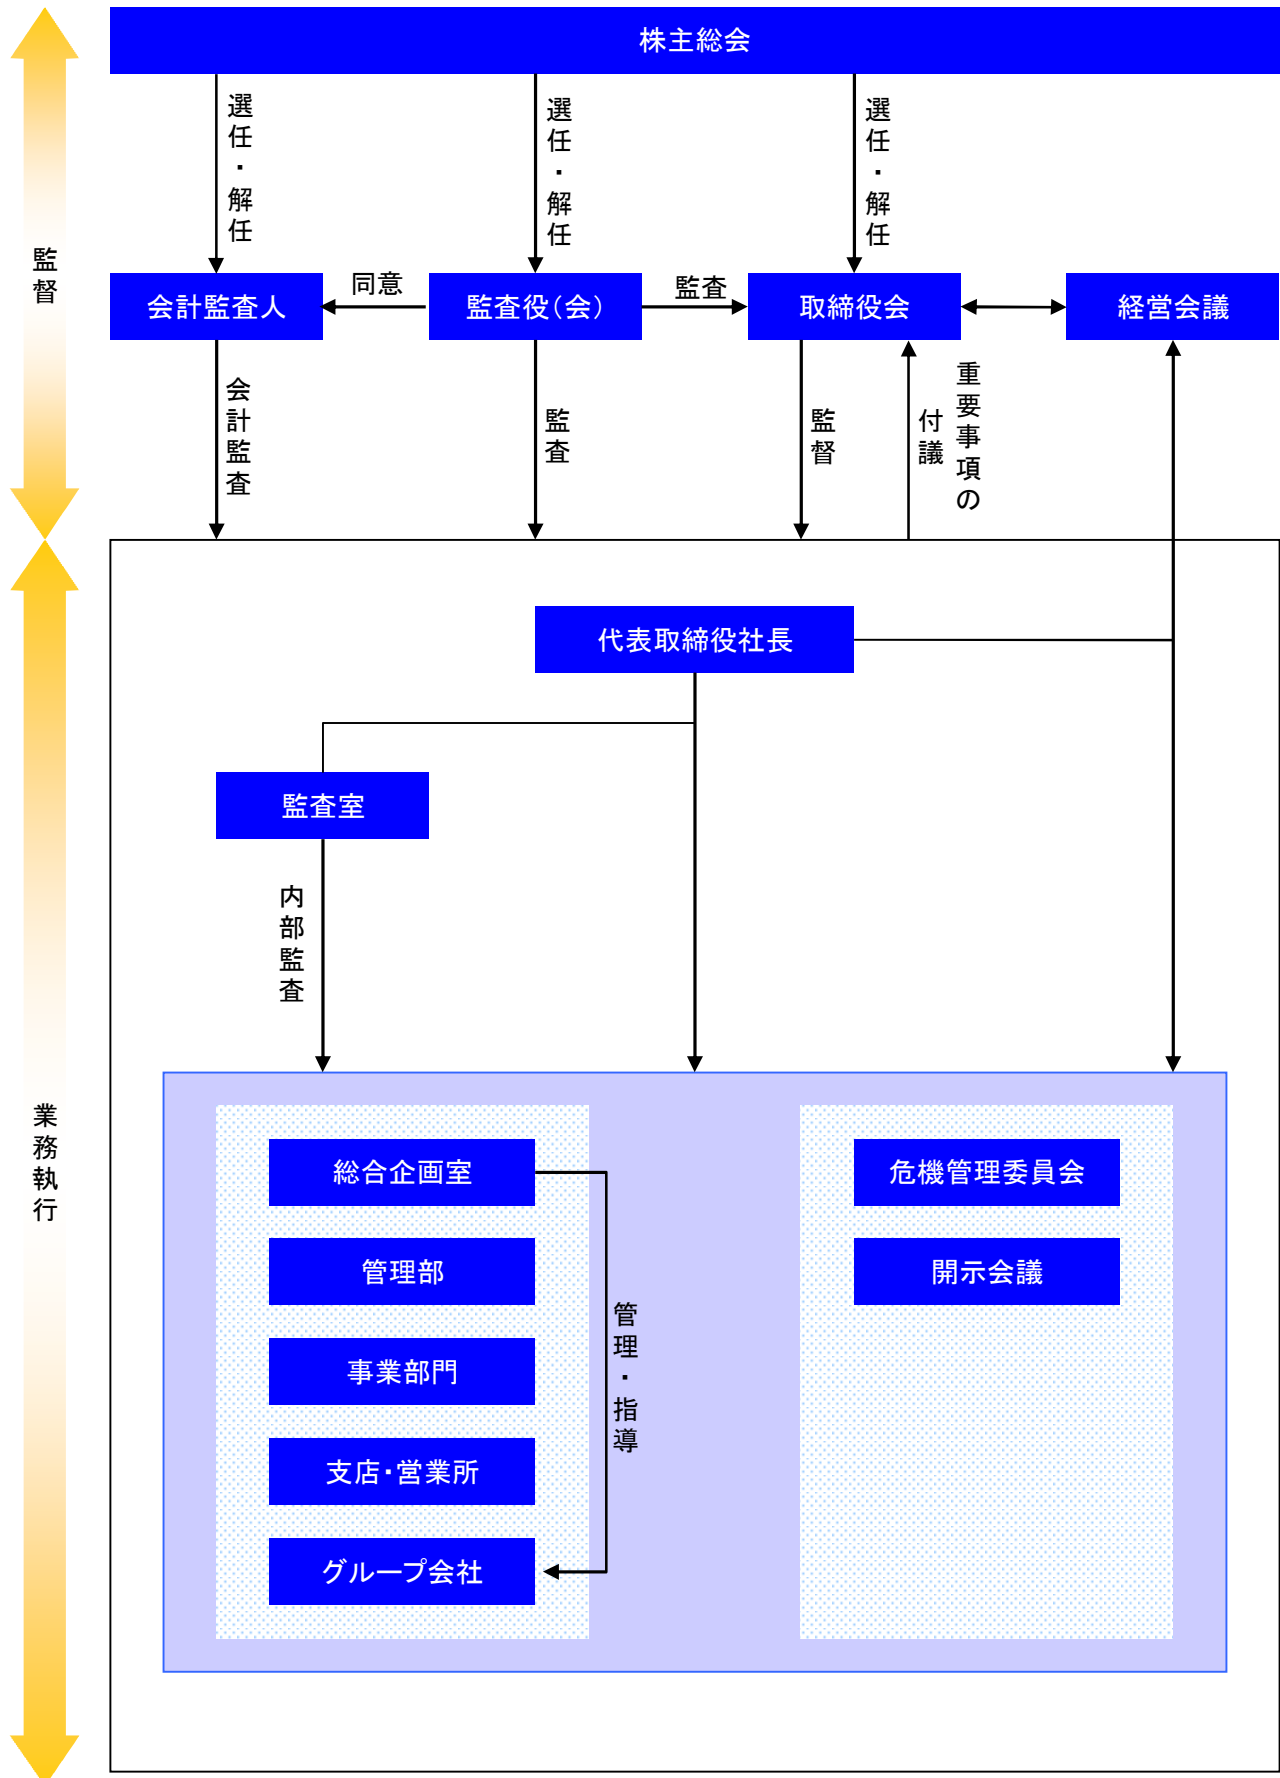 株主総会
選任・解任
選任・解任
選任・解任
監督
会計監査人
同意
監査役(会)
監査
取締役会
経営会議
会計監査
監査
監督
重要事項の
付議
代表取締役社長
監査室
内部監査
業務執行
総合企画室
管理部
事業部門
支店・営業所
グループ会社
管理・指導
危機管理委員会
開示会議